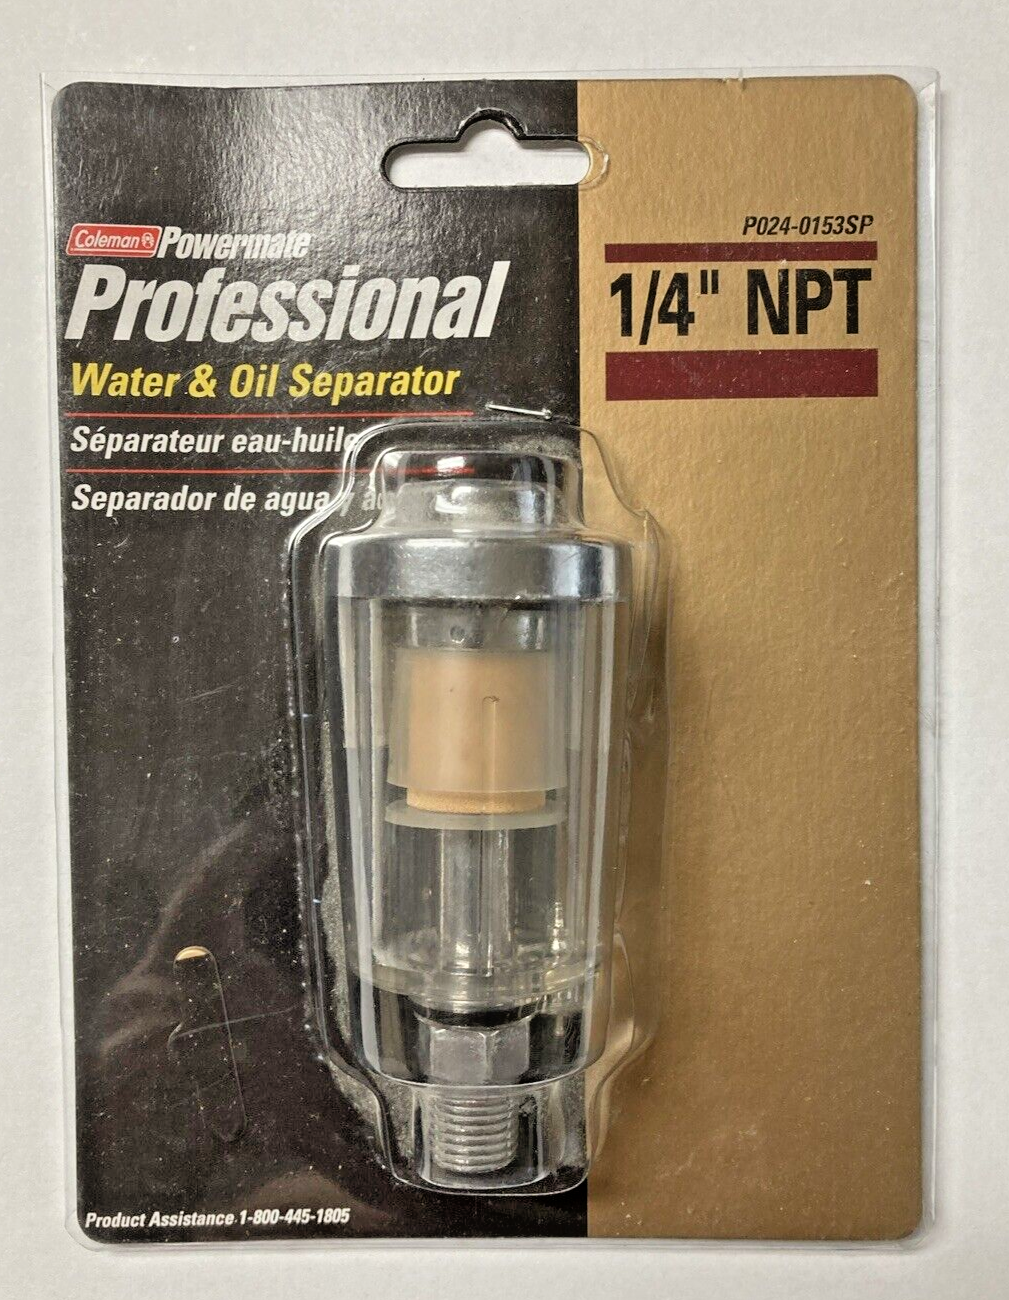 P024-0153SP
1/4" NPT
Coleman Powermate
Professional
Water & Oil Separator
Séparateur eau-huile
Separador de agua y
Product Assistance 1-800-445-1805